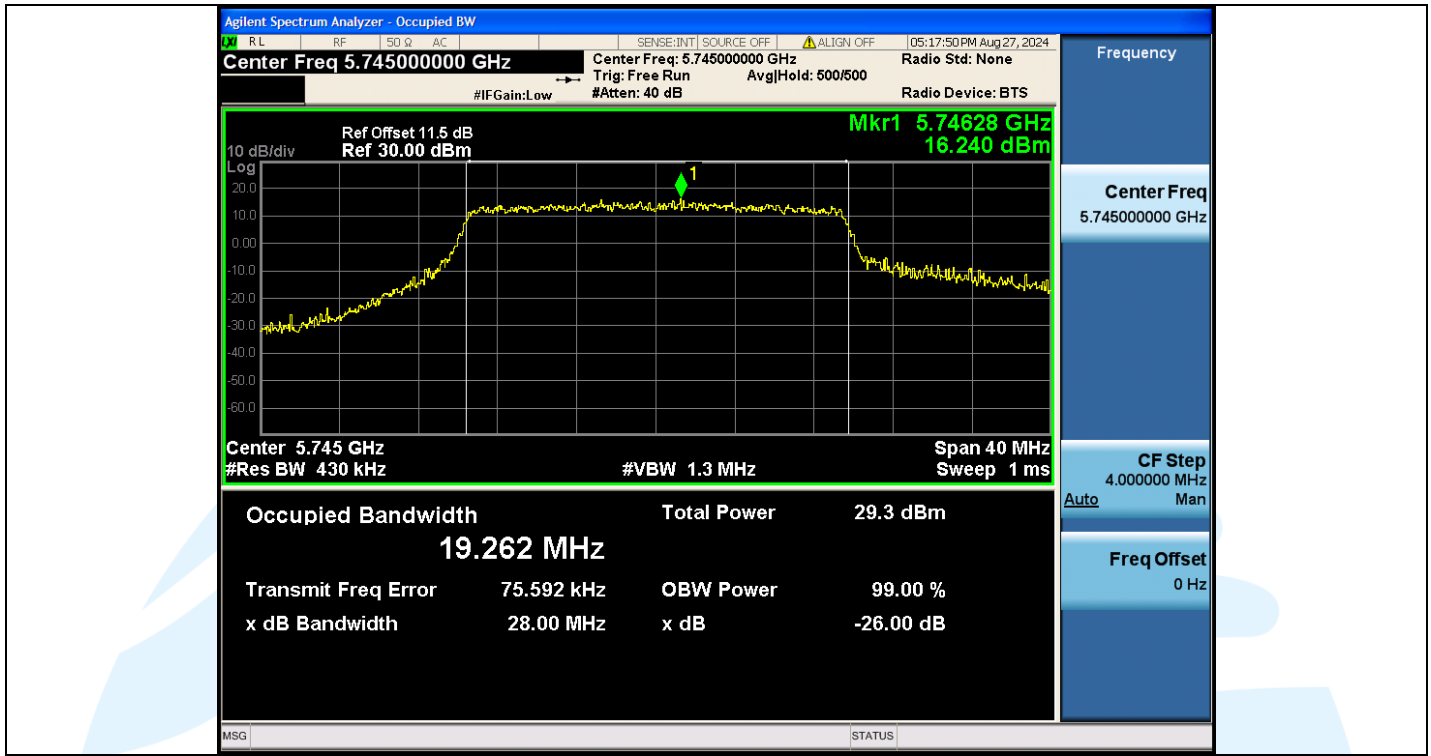 Agilent Spectrum Analyzer - Occupied BW
LXI RL RF 50 Ω AC SENSE:INT SOURCE OFF ALIGN OFF 05:17:50 PM Aug 27, 2024
Center Freq 5.745000000 GHz
Center Freq: 5.745000000 GHz
Radio Std: None
Trig: Free Run Avg|Hold: 500/500
#IFGain:Low
#Atten: 40 dB
Radio Device: BTS
Frequency
Mkr1 5.74628 GHz
16.240 dBm
Ref Offset 11.5 dB
10 dB/div Ref 30.00 dBm
Log
1
20.0
10.0
0.00
-10.0
-20.0
-30.0
-40.0
-50.0
-60.0
Center 5.745 GHz Span 40 MHz
#Res BW 430 kHz #VBW 1.3 MHz Sweep 1 ms
Occupied Bandwidth Total Power 29.3 dBm
19.262 MHz
Transmit Freq Error 75.592 kHz OBW Power 99.00 %
x dB Bandwidth 28.00 MHz x dB -26.00 dB
Center Freq
5.745000000 GHz
CF Step
4.000000 MHz
Auto Man
Freq Offset
0 Hz
MSG STATUS